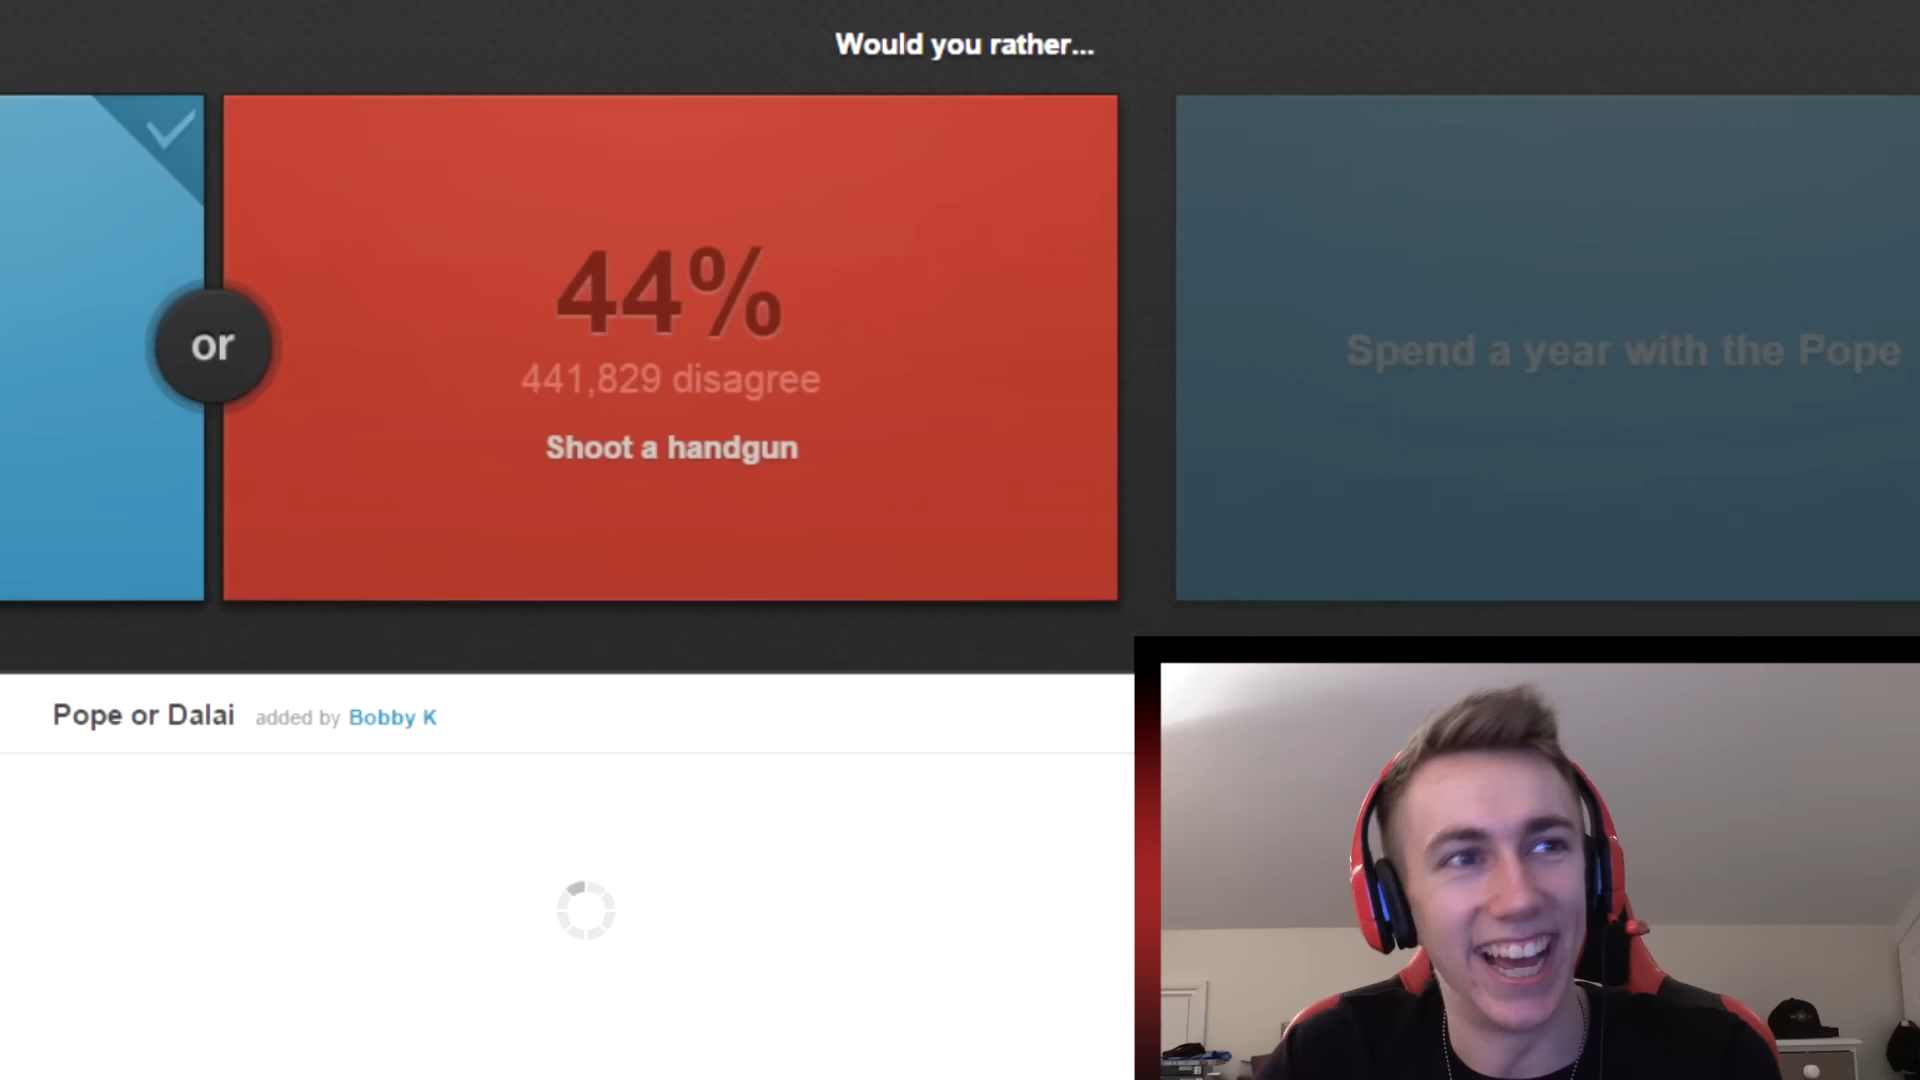 Would you rather...
or
44%
441,829 disagree
Shoot a handgun
Spend a year with the Pope
Pope or Dalai added by Bobby K